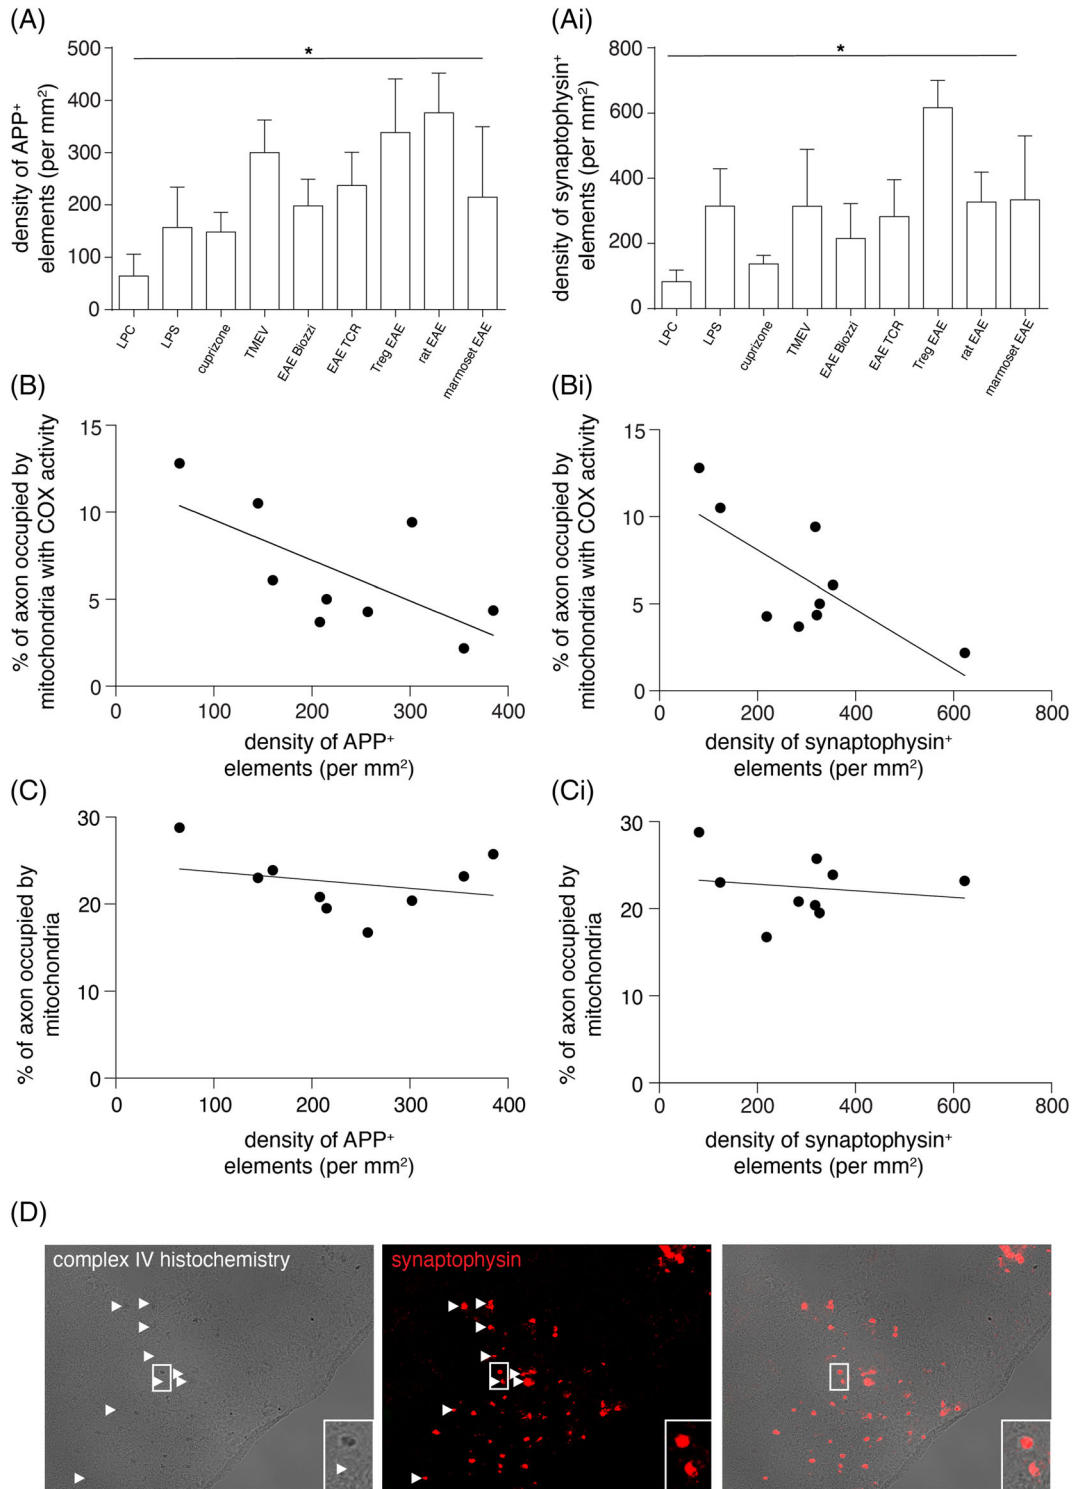 (A)
*
density of APP⁺
elements (per mm²)
500
400
300
200
100
0
LPC
LPS
cuprizone
TMEV
EAE Biozzi
EAE TCR
Treg EAE
rat EAE
marmoset EAE
(Ai)
*
density of synaptophysin⁺
elements (per mm²)
800
600
400
200
0
LPC
LPS
cuprizone
TMEV
EAE Biozzi
EAE TCR
Treg EAE
rat EAE
marmoset EAE
(B)
% of axon occupied by
mitochondria with COX activity
15
10
5
0
0 100 200 300 400
density of APP⁺
elements (per mm²)
(Bi)
% of axon occupied by
mitochondria with COX activity
15
10
5
0
0 200 400 600 800
density of synaptophysin⁺
elements (per mm²)
(C)
% of axon occupied by
mitochondria
30
20
10
0
0 100 200 300 400
density of APP⁺
elements (per mm²)
(Ci)
% of axon occupied by
mitochondria
30
20
10
0
0 200 400 600 800
density of synaptophysin⁺
elements (per mm²)
(D)
complex IV histochemistry
synaptophysin